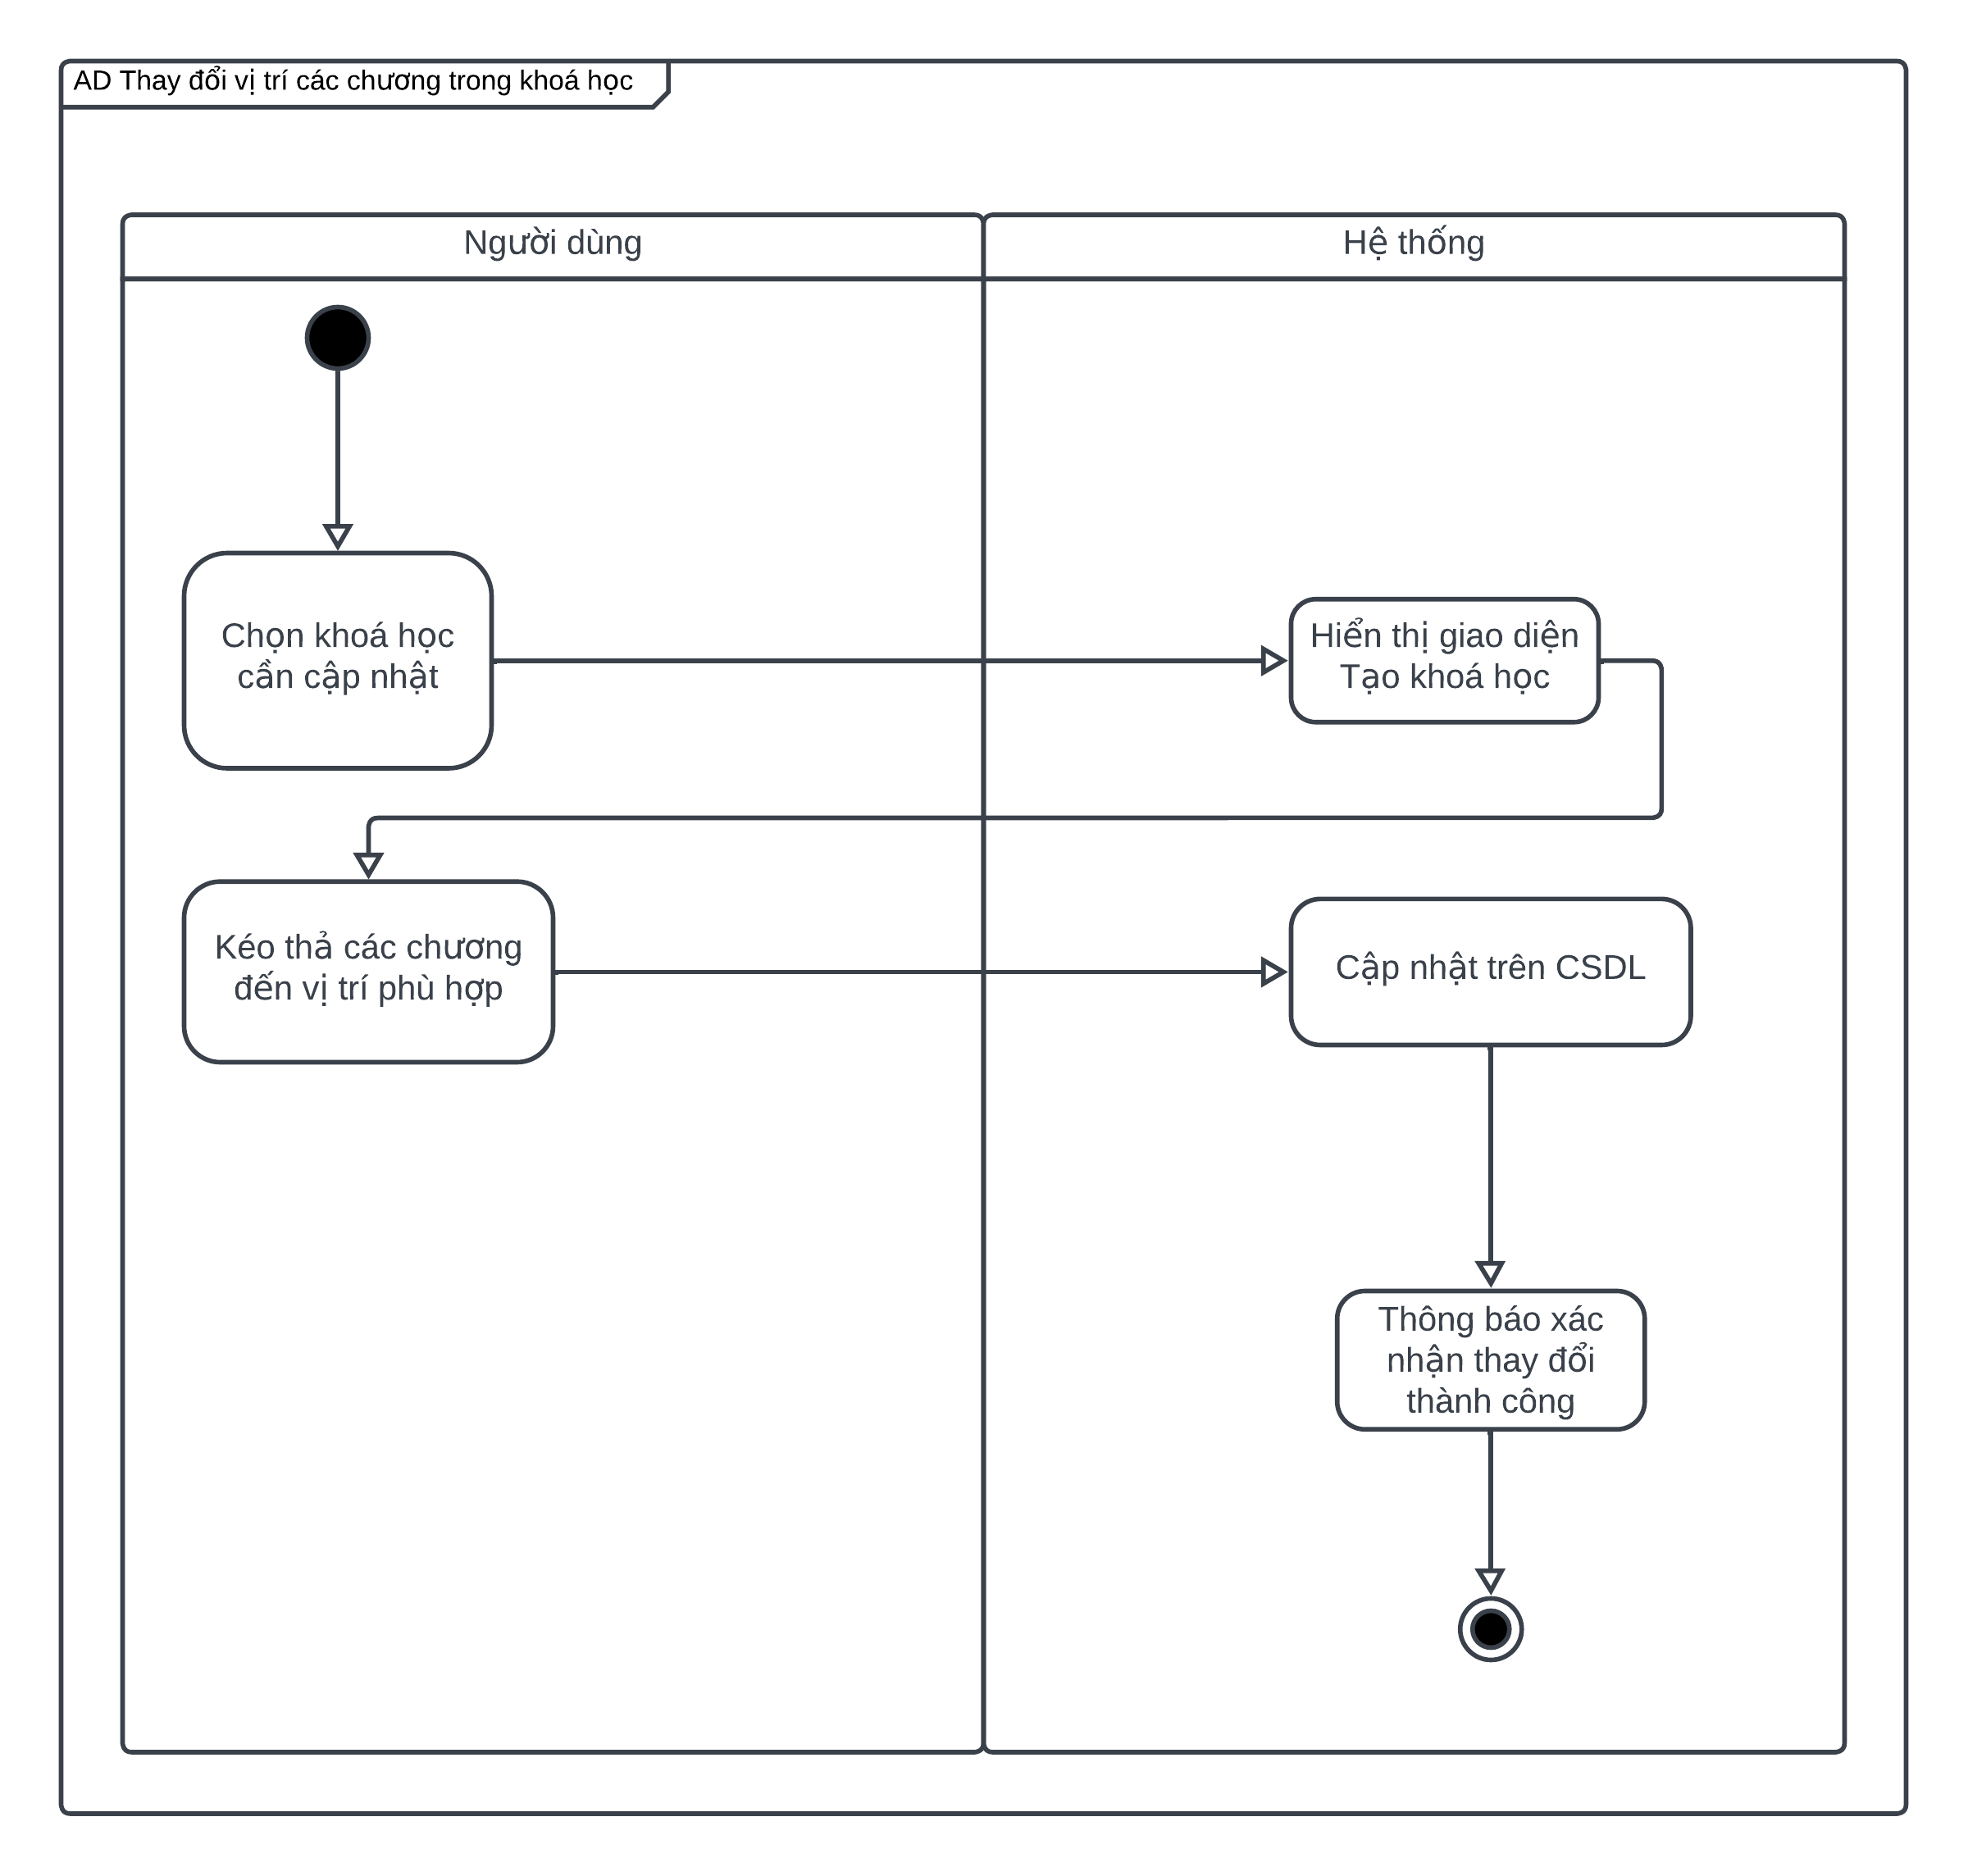 AD Thay đổi vị trí các chương trong khoá học
Người dùng
Hệ thống
Chọn khoá học
cần cập nhật
Hiển thị giao diện
Tạo khoá học
Kéo thả các chương
đến vị trí phù hợp
Cập nhật trên CSDL
Thông báo xác
nhận thay đổi
thành công